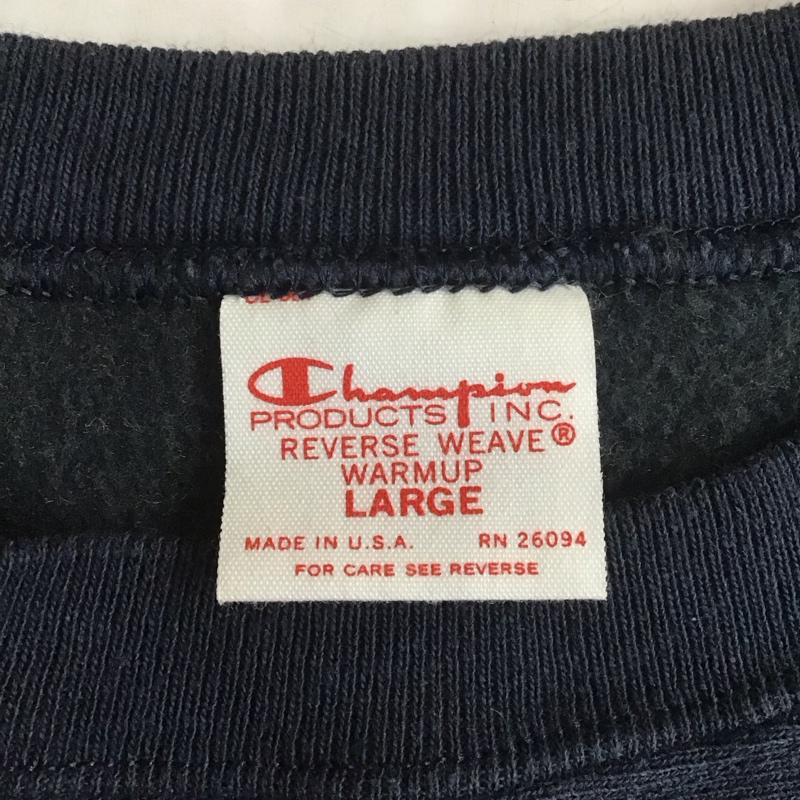 Champion
PRODUCTS INC.
REVERSE WEAVE®
WARMUP
LARGE
MADE IN U.S.A. RN 26094
FOR CARE SEE REVERSE